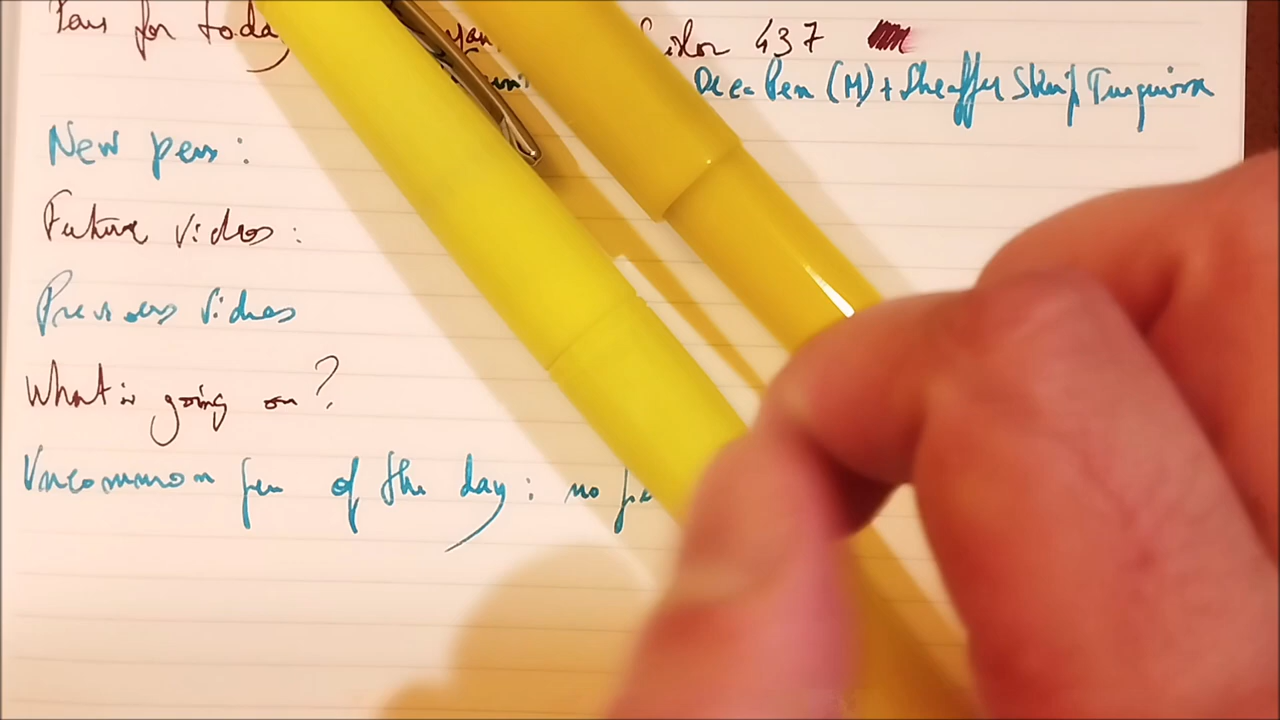 Pens for today
437
Pen (M) + Sheaffer Skrip Turquoise
New pens:
Future videos:
Previous videos
What is going on?
Uncommon pen of the day: no